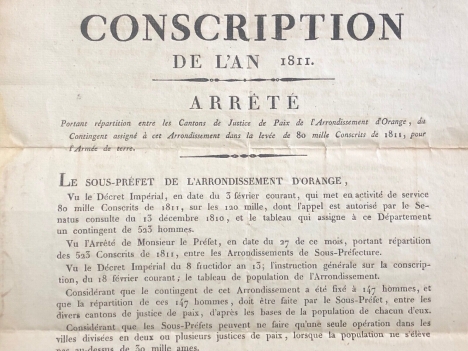 CONSCRIPTION
DE L'AN 1811.
ARRÊTÉ
Portant répartition entre les Cantons de Justice de Paix de l'Arrondissement d'Orange, du
Contingent assigné à cet Arrondissement dans la levée de 80 mille Conscrits de 1811, pour
l'Armée de terre.
LE SOUS-PRÉFET DE L'ARRONDISSEMENT D'ORANGE,
Vu le Décret Impérial, en date du 3 février courant, qui met en activité de service
80 mille Conscrits de 1811, sur les 120 mille, dont l'appel est autorisé par le Se-
natus consulte du 13 décembre 1810, et le tableau qui assigne à ce Département
un contingent de 523 hommes.
Vu l'Arrêté de Monsieur le Préfet, en date du 27 de ce mois, portant répartition
des 523 Conscrits de 1811, entre les Arrondissements de Sous-Préfecture.
Vu le Décret Impérial du 8 fructidor an 13; l'instruction générale sur la conscrip-
tion, du 18 février courant; le tableau de population de l'Arrondissement.
Considérant que le contingent de cet Arrondissement a été fixé à 147 hommes, et
que la répartition de ces 147 hommes, doit être faite par le Sous-Préfet, entre les
divers cantons de justice de paix, d'après les bases de la population de chacun d'eux.
Considérant que les Sous Préfets peuvent ne faire qu'une seule opération dans les
villes divisées en deux ou plusieurs justices de paix, lorsque la population ne s'élève
pas au-dessus de 30 mille ames.